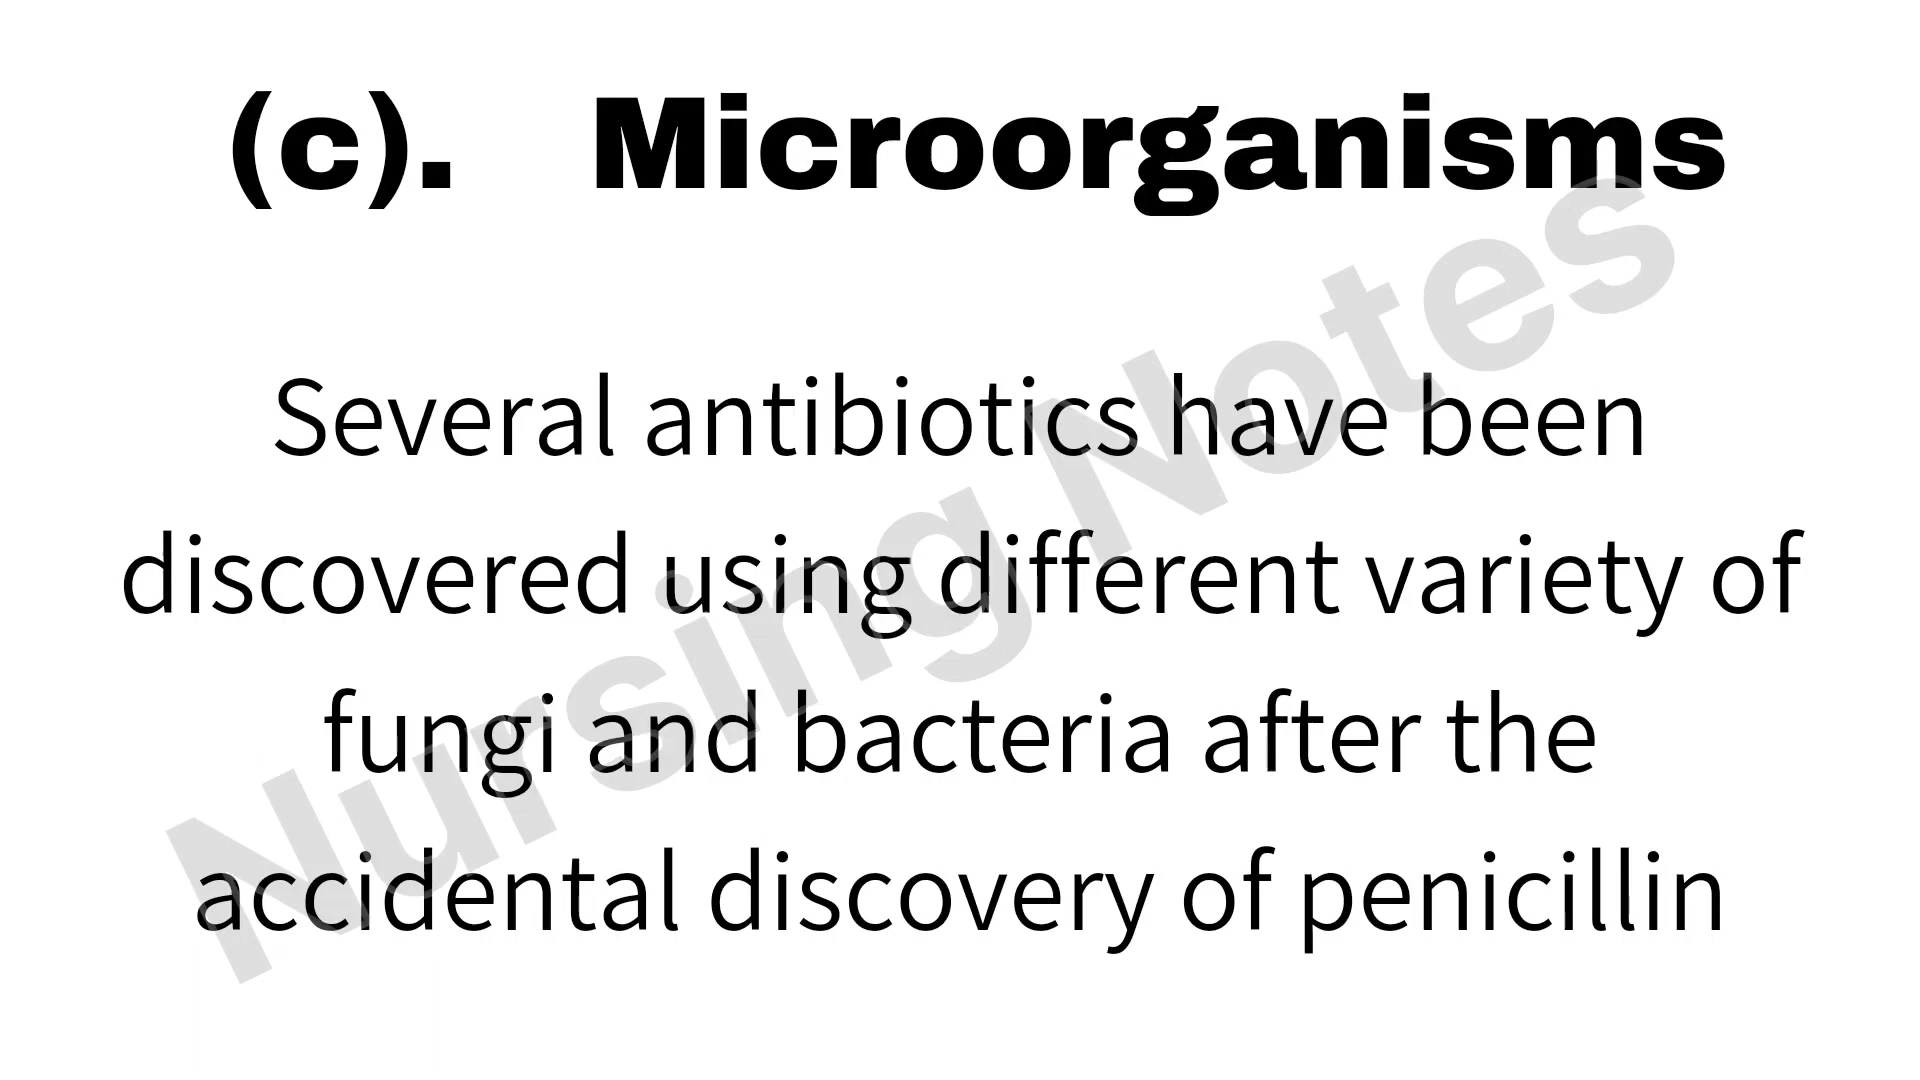 (c). Microorganisms
Several antibiotics have been
discovered using different variety of
fungi and bacteria after the
accidental discovery of penicillin
Nursing Notes